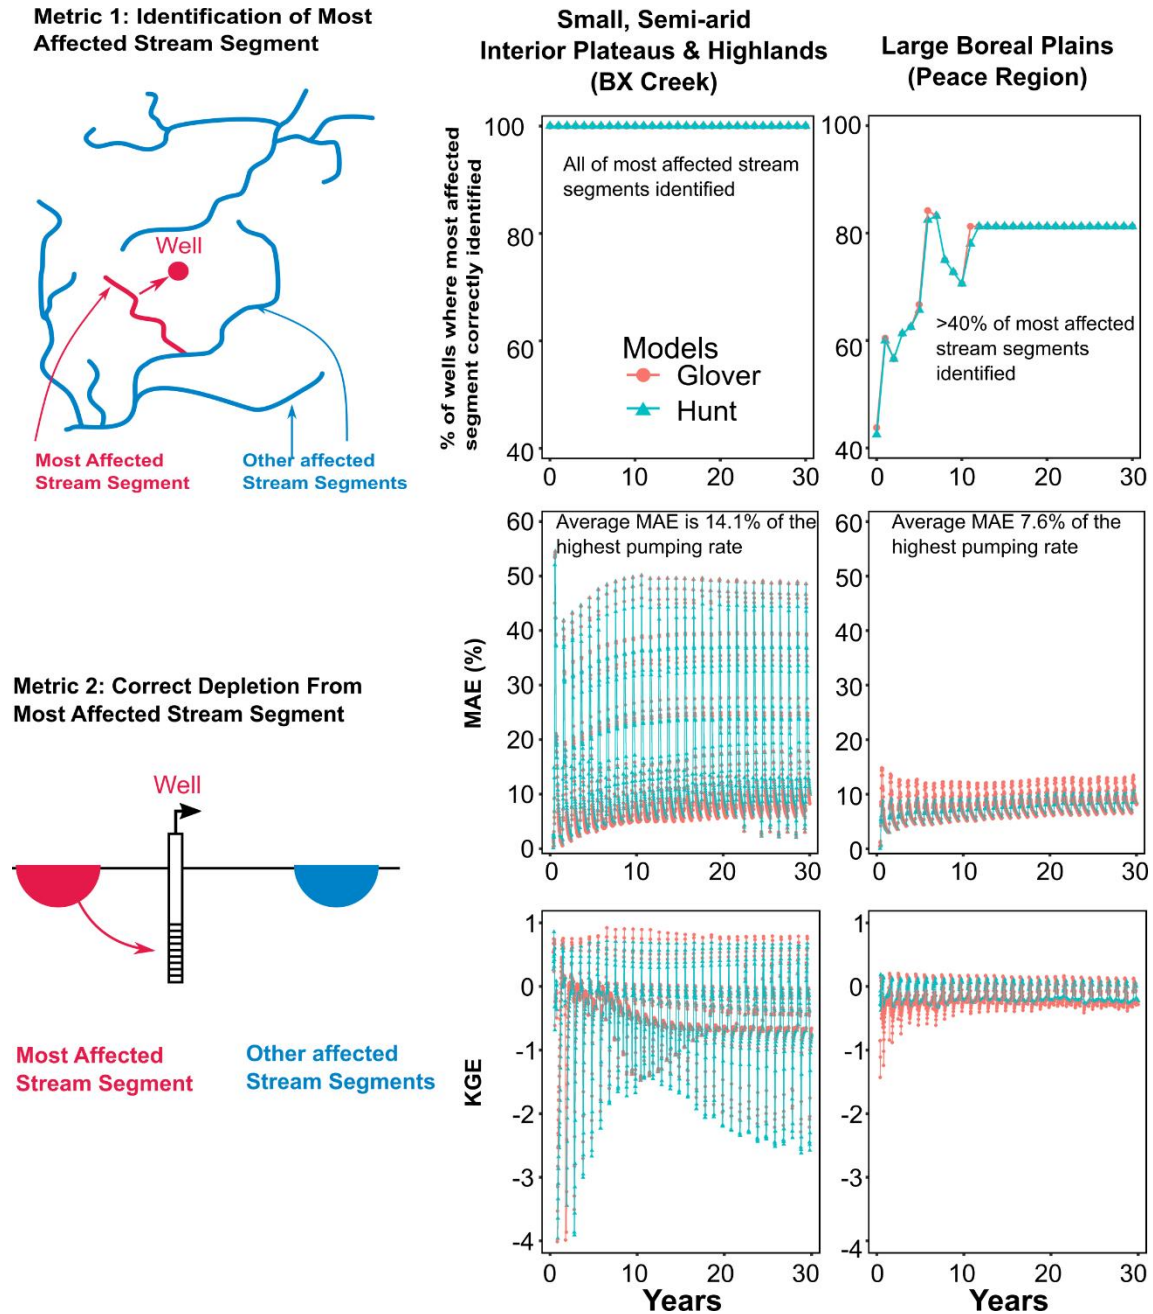 Metric 1: Identification of Most
Affected Stream Segment
Well
Most Affected
Stream Segment
Other affected
Stream Segments
Small, Semi-arid
Interior Plateaus & Highlands
(BX Creek)
Large Boreal Plains
(Peace Region)
% of wells where most affected
segment correctly identified
100
80
60
40
All of most affected stream
segments identified
Models
Glover
Hunt
0
10
20
30
100
80
60
40
>40% of most affected
stream segments
identified
0
10
20
30
Metric 2: Correct Depletion From
Most Affected Stream Segment
Well
Most Affected
Stream Segment
Other affected
Stream Segments
MAE (%)
60
50
40
30
20
10
0
Average MAE is 14.1% of the
highest pumping rate
0
10
20
30
60
50
40
30
20
10
0
Average MAE 7.6% of the
highest pumping rate
0
10
20
30
KGE
1
0
-1
-2
-3
-4
0
10
20
30
Years
1
0
-1
-2
-3
-4
0
10
20
30
Years